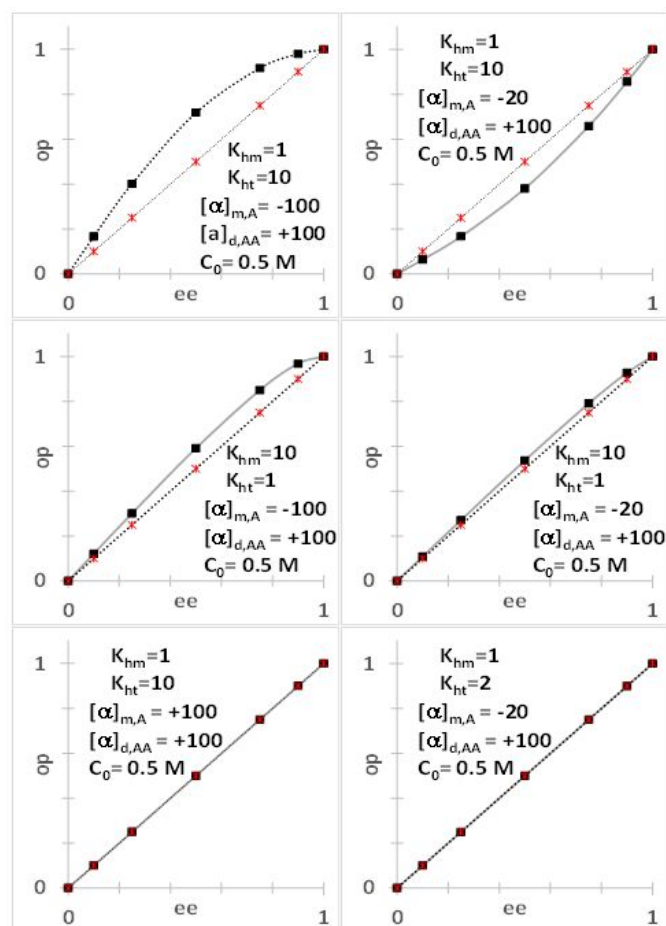 1
op
0
0
ee
1
K_hm=1
K_ht=10
[α]_m,A = -100
[a]_d,AA = +100
C_0= 0.5 M
op
0
ee
1
K_hm=1
K_ht=10
[α]_m,A = -20
[α]_d,AA = +100
C_0= 0.5 M
1
0
0
1
op
0
0
ee
1
K_hm=10
K_ht=1
[α]_m,A = -100
[α]_d,AA = +100
C_0= 0.5 M
1
op
0
0
ee
1
K_hm=10
K_ht=1
[α]_m,A = -20
[α]_d,AA = +100
C_0= 0.5 M
1
op
0
0
ee
1
K_hm=1
K_ht=10
[α]_m,A = +100
[α]_d,AA = +100
C_0= 0.5 M
1
op
0
0
ee
1
K_hm=1
K_ht=2
[α]_m,A = -20
[α]_d,AA = +100
C_0= 0.5 M